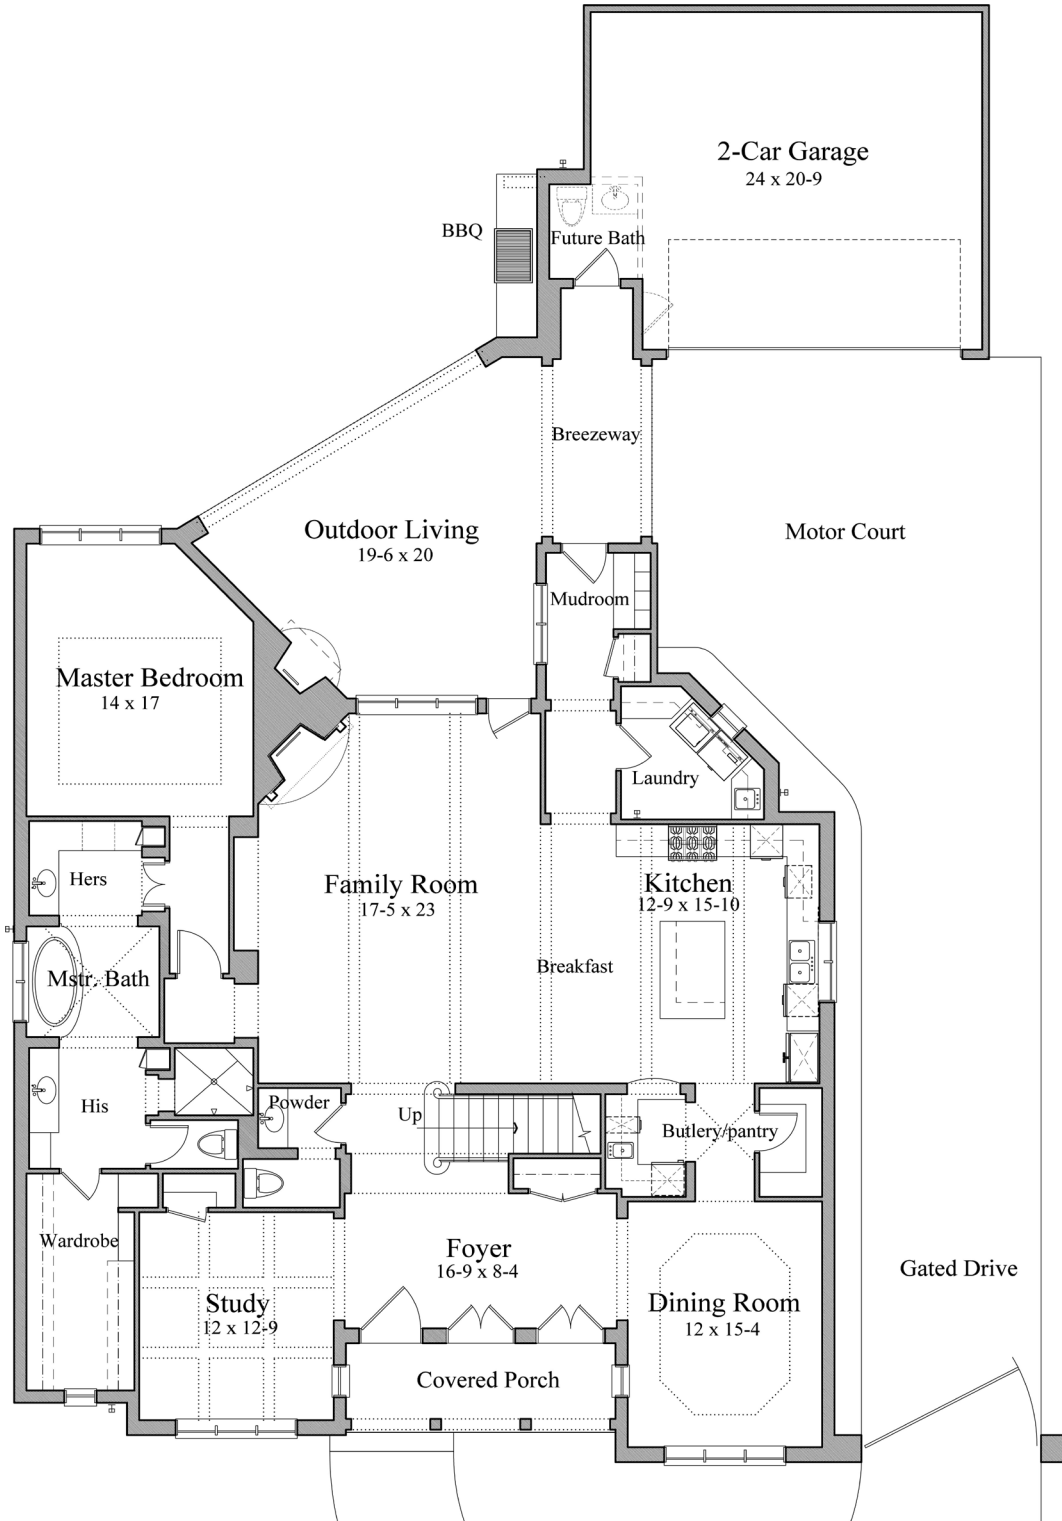 2-Car Garage
24 x 20-9
BBQ
Future Bath
Breezeway
Outdoor Living
19-6 x 20
Motor Court
Mudroom
Master Bedroom
14 x 17
Laundry
Hers
Family Room
17-5 x 23
Kitchen
12-9 x 15-10
Mstr. Bath
Breakfast
His
Powder
Up
Butlery/pantry
Wardrobe
Foyer
16-9 x 8-4
Gated Drive
Study
12 x 12-9
Dining Room
12 x 15-4
Covered Porch